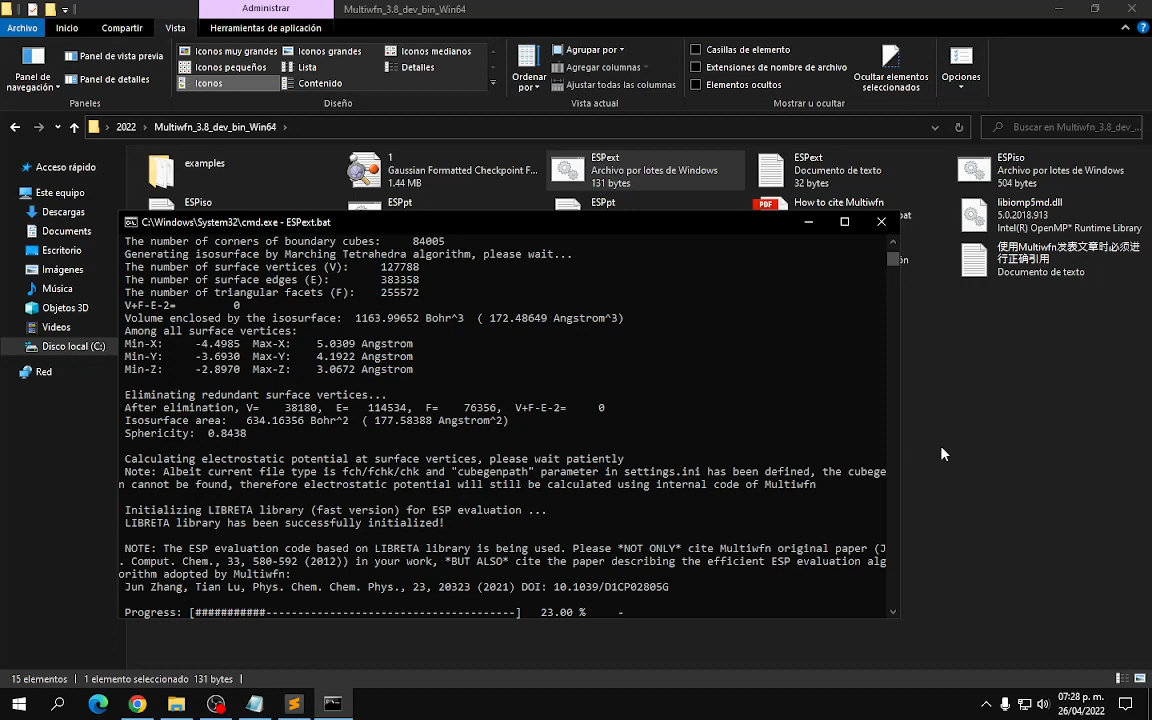 Administrar
Multiwfn_3.8_dev_bin_Win64
Archivo
Inicio
Compartir
Vista
Herramientas de aplicación
Panel de navegación
Panel de vista previa
Panel de detalles
Paneles
Iconos muy grandes
Iconos grandes
Iconos medianos
Iconos pequeños
Lista
Detalles
Iconos
Contenido
Diseño
Ordenar por
Agrupar por
Agregar columnas
Ajustar todas las columnas
Vista actual
Casillas de elemento
Extensiones de nombre de archivo
Elementos ocultos
Ocultar elementos seleccionados
Mostrar u ocultar
Opciones
2022
Multiwfn_3.8_dev_bin_Win64
Buscar en Multiwfn_3.8_dev_...
Acceso rápido
Este equipo
Descargas
Documents
Escritorio
Imágenes
Música
Objetos 3D
Videos
Disco local (C:)
Red
examples
1
Gaussian Formatted Checkpoint F...
1.44 MB
ESPext
Archivo por lotes de Windows
131 bytes
ESPext
Documento de texto
32 bytes
ESPiso
Archivo por lotes de Windows
504 bytes
ESPiso
ESPpt
ESPpt
How to cite Multiwfn
PDF
libiomp5md.dll
5.0.2018.913
Intel(R) OpenMP* Runtime Library
使用Multiwfn发表文章时必须进
行正确引用
Documento de texto
C:\Windows\System32\cmd.exe - ESPext.bat
The number of corners of boundary cubes:     84005
Generating isosurface by Marching Tetrahedra algorithm, please wait...
The number of surface vertices (V):     127788
The number of surface edges (E):        383358
The number of triangular facets (F):    255572
V+F-E-2=         0
Volume enclosed by the isosurface:  1163.99652 Bohr^3  ( 172.48649 Angstrom^3)
Among all surface vertices:
Min-X:     -4.4985  Max-X:    5.0309 Angstrom
Min-Y:     -3.6930  Max-Y:    4.1922 Angstrom
Min-Z:     -2.8970  Max-Z:    3.0672 Angstrom
Eliminating redundant surface vertices...
After elimination, V=    38180, E=   114534, F=    76356, V+F-E-2=    0
Isosurface area:   634.16356 Bohr^2  ( 177.58388 Angstrom^2)
Sphericity:  0.8438
Calculating electrostatic potential at surface vertices, please wait patiently
Note: Albeit current file type is fch/fchk/chk and "cubegenpath" parameter in settings.ini has been defined, the cubege
n cannot be found, therefore electrostatic potential will still be calculated using internal code of Multiwfn
Initializing LIBRETA library (fast version) for ESP evaluation ...
LIBRETA library has been successfully initialized!
NOTE: The ESP evaluation code based on LIBRETA library is being used. Please *NOT ONLY* cite Multiwfn original paper (J
. Comput. Chem., 33, 580-592 (2012)) in your work, *BUT ALSO* cite the paper describing the efficient ESP evaluation alg
orithm adopted by Multiwfn:
Jun Zhang, Tian Lu, Phys. Chem. Chem. Phys., 23, 20323 (2021) DOI: 10.1039/D1CP02805G
Progress: [###########---------------------------------------]   23.00 %     -
15 elementos
1 elemento seleccionado  131 bytes
07:28 p. m.
26/04/2022